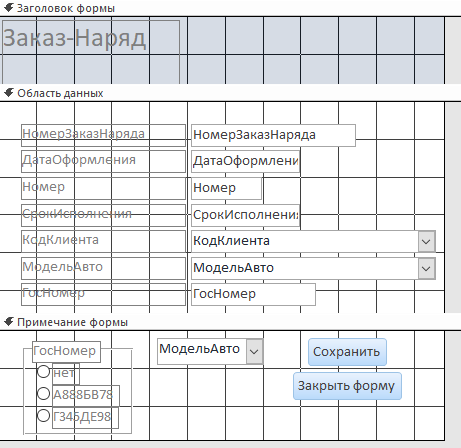 Заголовок формы
Заказ-Наряд
Область данных
НомерЗаказНаряда НомерЗаказНаряда
ДатаОформления ДатаОформлени
Номер Номер
СрокИсполнения СрокИсполнени
КодКлиента КодКлиента
МодельАвто МодельАвто
ГосНомер ГосНомер
Примечание формы
ГосНомер МодельАвто Сохранить
нет
А888БВ78 Закрыть форму
Г345ДЕ98